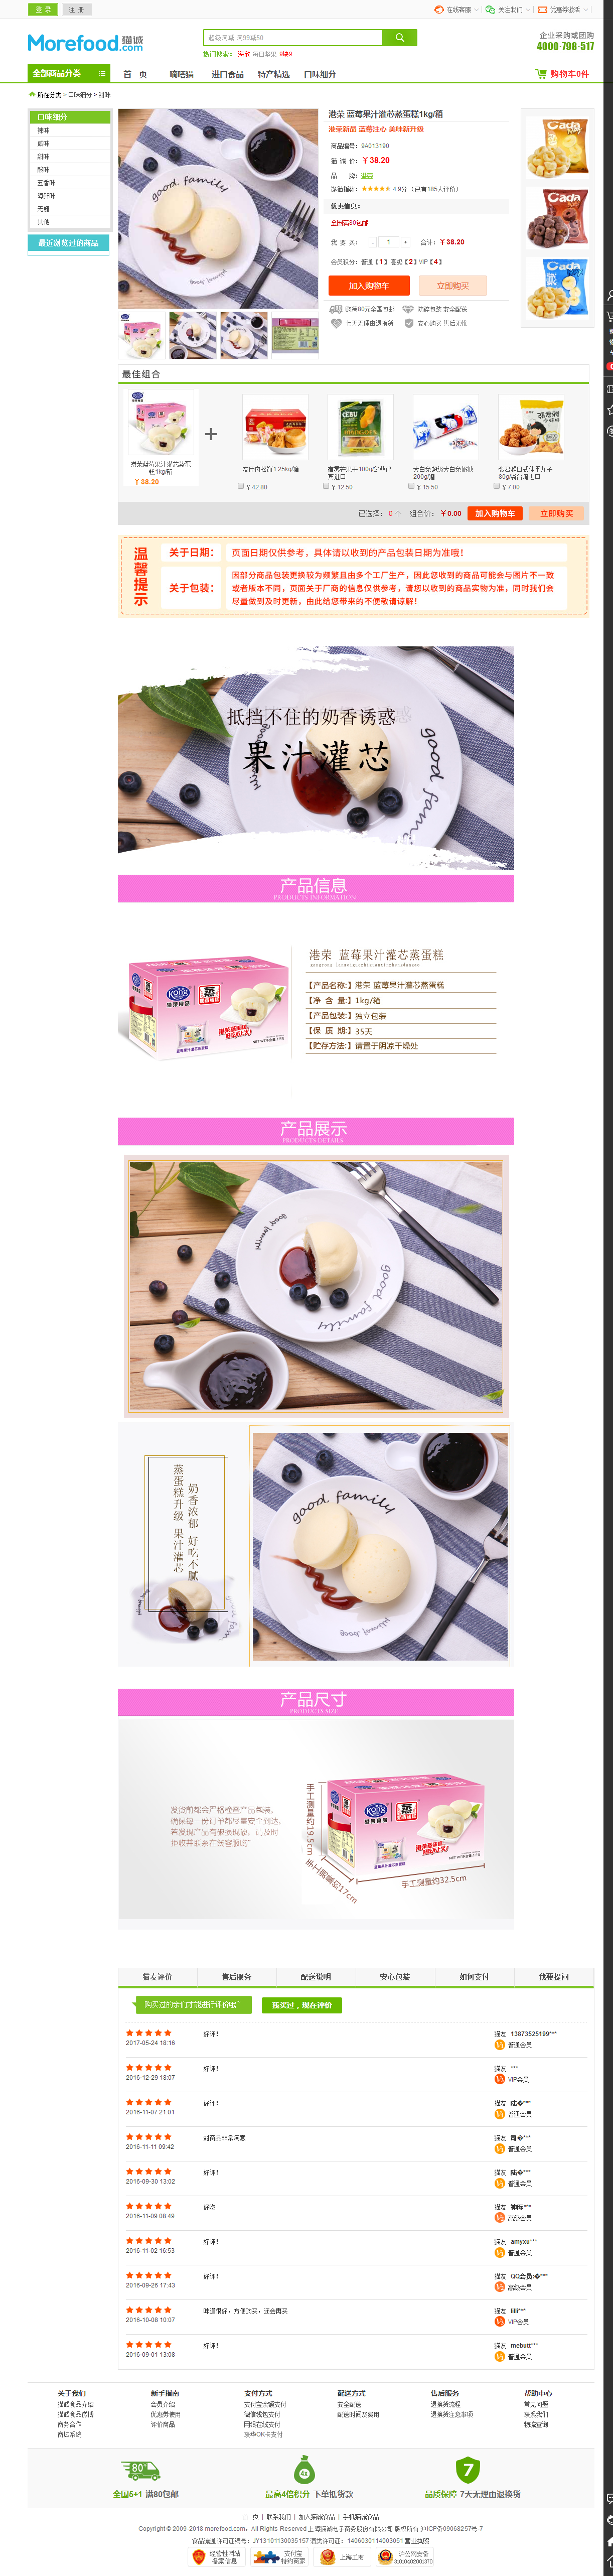 登 录
注 册
在线客服
关注我们
优惠券激活
Morefood.com 猫诚
超级满减 满99减50
热门搜索： 海欣 每日坚果
企业采购或团购
4000-798-517
全部商品分类
首 页
嘀嗒猫
进口食品
特产精选
口味细分
购物车0件
所在分类 > 口味细分 > 甜味
口味细分
辣味
咸味
甜味
酸味
五香味
海鲜味
无糖
其他
最近浏览过的商品
港荣 蓝莓果汁灌芯蒸蛋糕1kg/箱
港荣新品 蓝莓注心 美味新升级
商品编号：9A013190
猫 诚 价：￥38.20
品 牌：港荣
馋猫指数： 4.9分 （已有185人评价）
优惠信息：
全国满80包邮
我 要 买： - 1 + 合计：￥38.20
会员积分：普通【1】高级【2】VIP【4】
加入购物车
立即购买
购满80元全国包邮
防碎包装 安全配送
七天无理由退换货
安心购买 售后无忧
最佳组合
港荣蓝莓果汁灌芯蒸蛋糕1kg/箱
￥38.20
+
友臣肉松饼1.25kg/箱
￥42.80
宿雾芒果干100g/袋菲律宾进口
￥12.50
大白兔超级大白兔奶糖200g/罐
￥15.50
张君雅日式休闲丸子80g/袋台湾进口
￥7.00
已选择： 0 个 组合价：￥0.00
加入购物车
立即购买
温馨提示
关于日期：
页面日期仅供参考，具体请以收到的产品包装日期为准哦！
关于包装：
因部分商品包装更换较为频繁且由多个工厂生产，因此您收到的商品可能会与图片不一致
或者版本不同，页面关于厂商的信息仅供参考，请您以收到的商品实物为准，同时我们会
尽量做到及时更新，由此给您带来的不便敬请谅解！
抵挡不住的奶香诱惑
果汁灌芯
good family
产品信息
PRODUCTS INFORMATION
港荣 蓝莓果汁灌芯蒸蛋糕
【产品名称:】港荣 蓝莓果汁灌芯蒸蛋糕
【净 含 量:】1kg/箱
【产品包装:】独立包装
【保 质 期:】35天
【贮存方法:】请置于阴凉干燥处
产品展示
PRODUCTS DETAILS
good family
奶香浓郁 好吃不腻
蒸蛋糕升级 果汁灌芯
good family
产品尺寸
PRODUCTS SIZE
发货前都会严格检查产品包装，
确保每一份订单都尽量安全到达，
若发现产品有破损现象，请及时
拒收并联系在线客服哟~
手工测量约19.5cm
手工测量约17cm
手工测量约32.5cm
猫友评价
售后服务
配送说明
安心包装
如何支付
我要提问
购买过的亲们才能进行评价哦~
我买过，现在评价
好评！ 猫友 13873525199***
2017-05-24 18:16 普通会员
好评！ 猫友 ***
2016-12-29 18:07 VIP会员
好评！ 猫友 陆�***
2016-11-07 21:01 普通会员
对商品非常满意 猫友 司�***
2016-11-11 09:42 普通会员
好评！ 猫友 陆�***
2016-09-30 13:02 普通会员
好吃 猫友 神际***
2016-11-09 08:49 高级会员
好评！ 猫友 amyxu***
2016-11-02 16:53 普通会员
好评！ 猫友 QQ会员:�***
2016-09-26 17:43 高级会员
味道很好，方便购买，还会再买 猫友 lilli***
2016-10-08 10:07 VIP会员
好评！ 猫友 mebutt***
2016-09-01 13:08 普通会员
关于我们
猫诚食品介绍
猫诚食品微博
商务合作
商城系统
新手指南
会员介绍
优惠券使用
评价商品
支付方式
支付宝余额支付
微信钱包支付
网银在线支付
联华OK卡支付
配送方式
安全配送
配送时间及费用
售后服务
退换货流程
退换货注意事项
帮助中心
常见问题
联系我们
物流查询
全国5+1 满80包邮
最高4倍积分 下单抵货款
品质保障 7天无理由退换货
首 页 | 联系我们 | 加入猫诚食品 | 手机猫诚食品
Copyright © 2009-2018 morefood.com，All Rights Reserved 上海猫诚电子商务股份有限公司 版权所有 沪ICP备09068257号-7
食品流通许可证编号：JY13101130035157 酒类许可证：1406030114003051 营业执照
经营性网站备案信息
支付宝特约商家
上海工商
沪公网安备